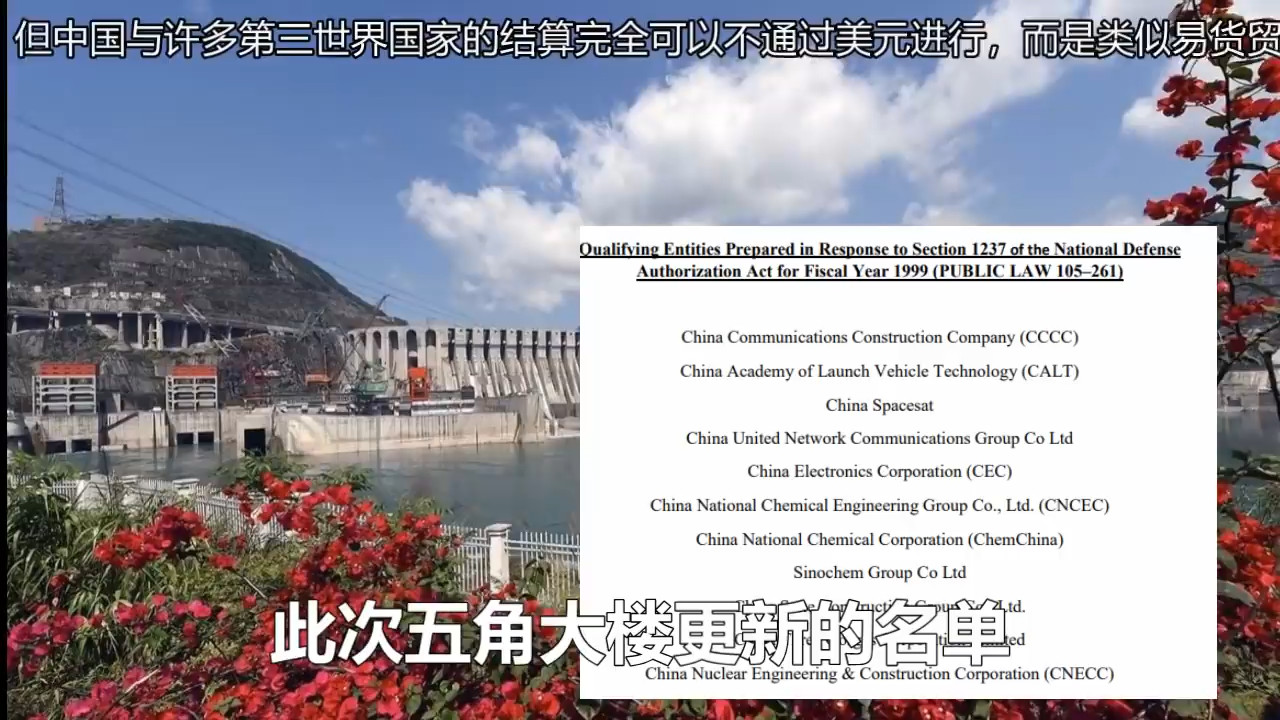 但中国与许多第三世界国家的结算完全可以不通过美元进行，而是类似易货贸
Qualifying Entities Prepared in Response to Section 1237 of the National Defense
Authorization Act for Fiscal Year 1999 (PUBLIC LAW 105–261)
China Communications Construction Company (CCCC)
China Academy of Launch Vehicle Technology (CALT)
China Spacesat
China United Network Communications Group Co Ltd
China Electronics Corporation (CEC)
China National Chemical Engineering Group Co., Ltd. (CNCEC)
China National Chemical Corporation (ChemChina)
Sinochem Group Co Ltd
Ltd.
此次五角大楼更新的名单
China Nuclear Engineering & Construction Corporation (CNECC)